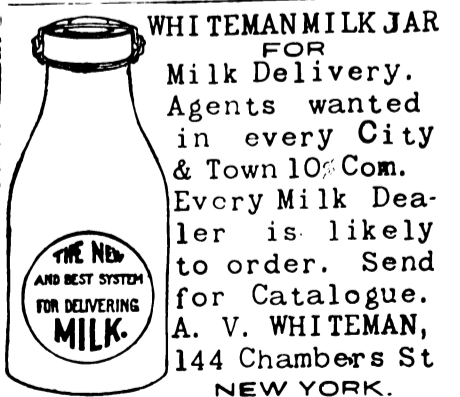 WHITEMAN MILK JAR
FOR
Milk Delivery.
Agents wanted
in every City
& Town 10% Com.
Every Milk Dea-
ler is likely
to order. Send
for Catalogue.
A. V. WHITEMAN,
144 Chambers St
NEW YORK.
THE NEW
AND BEST SYSTEM
FOR DELIVERING
MILK.